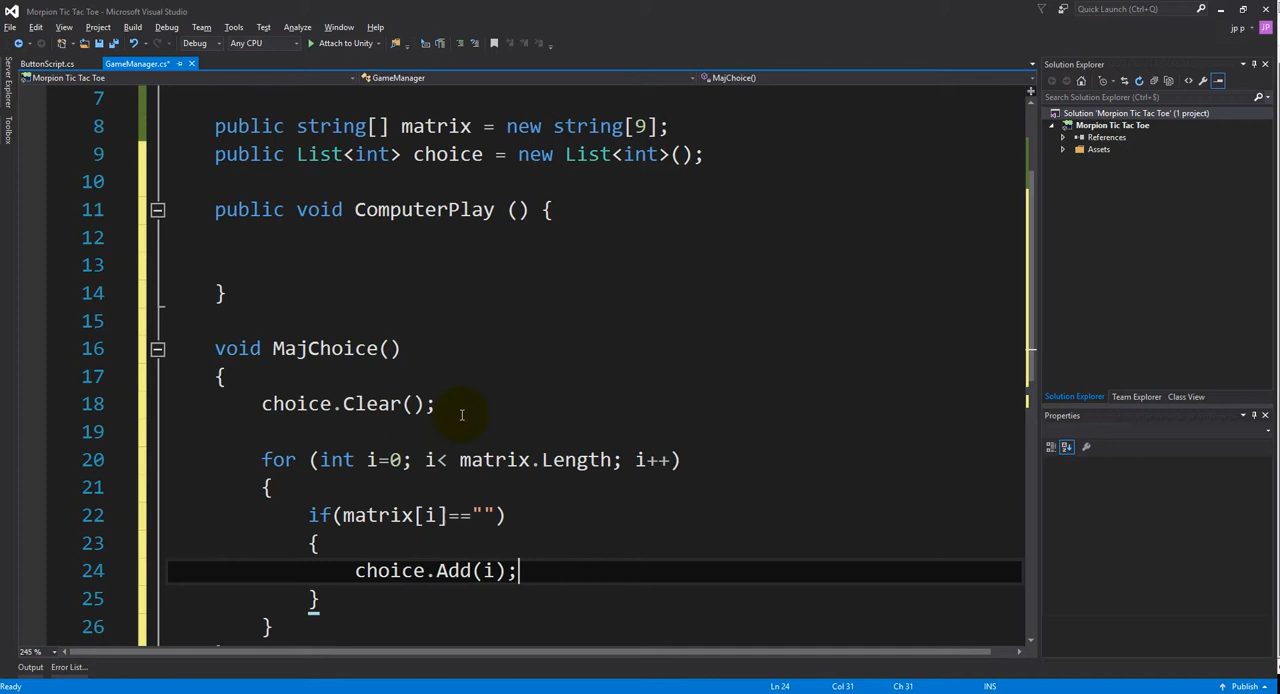 Morpion Tic Tac Toe - Microsoft Visual Studio
Quick Launch (Ctrl+Q)
File Edit View Project Build Debug Team Tools Test Analyze Window Help
jp p
JP
Debug Any CPU Attach to Unity
Server Explorer
Toolbox
ButtonScript.cs GameManager.cs*
Morpion Tic Tac Toe GameManager MajChoice()
7
8 public string[] matrix = new string[9];
9 public List<int> choice = new List<int>();
10
11 public void ComputerPlay () {
12
13
14 }
15
16 void MajChoice()
17 {
18 choice.Clear();
19
20 for (int i=0; i< matrix.Length; i++)
21 {
22 if(matrix[i]=="")
23 {
24 choice.Add(i);
25 }
26 }
245 %
Output Error List...
Ready Ln 24 Col 31 Ch 31 INS Publish
Solution Explorer
Search Solution Explorer (Ctrl+$)
Solution 'Morpion Tic Tac Toe' (1 project)
Morpion Tic Tac Toe
References
Assets
Solution Explorer Team Explorer Class View
Properties